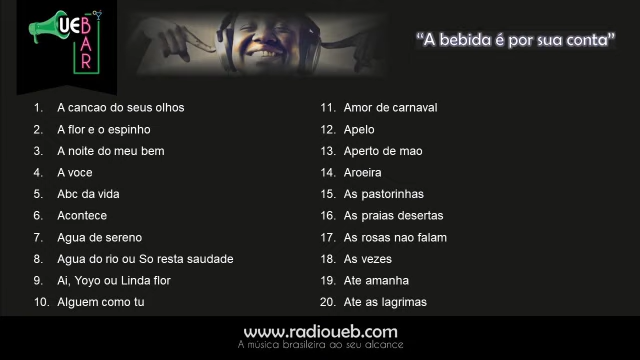 UEBAR
“A bebida é por sua conta”
1. A cancao do seus olhos
2. A flor e o espinho
3. A noite do meu bem
4. A voce
5. Abc da vida
6. Acontece
7. Agua de sereno
8. Agua do rio ou So resta saudade
9. Ai, Yoyo ou Linda flor
10. Alguem como tu
11. Amor de carnaval
12. Apelo
13. Aperto de mao
14. Aroeira
15. As pastorinhas
16. As praias desertas
17. As rosas nao falam
18. As vezes
19. Ate amanha
20. Ate as lagrimas
www.radioueb.com
A música brasileira ao seu alcance